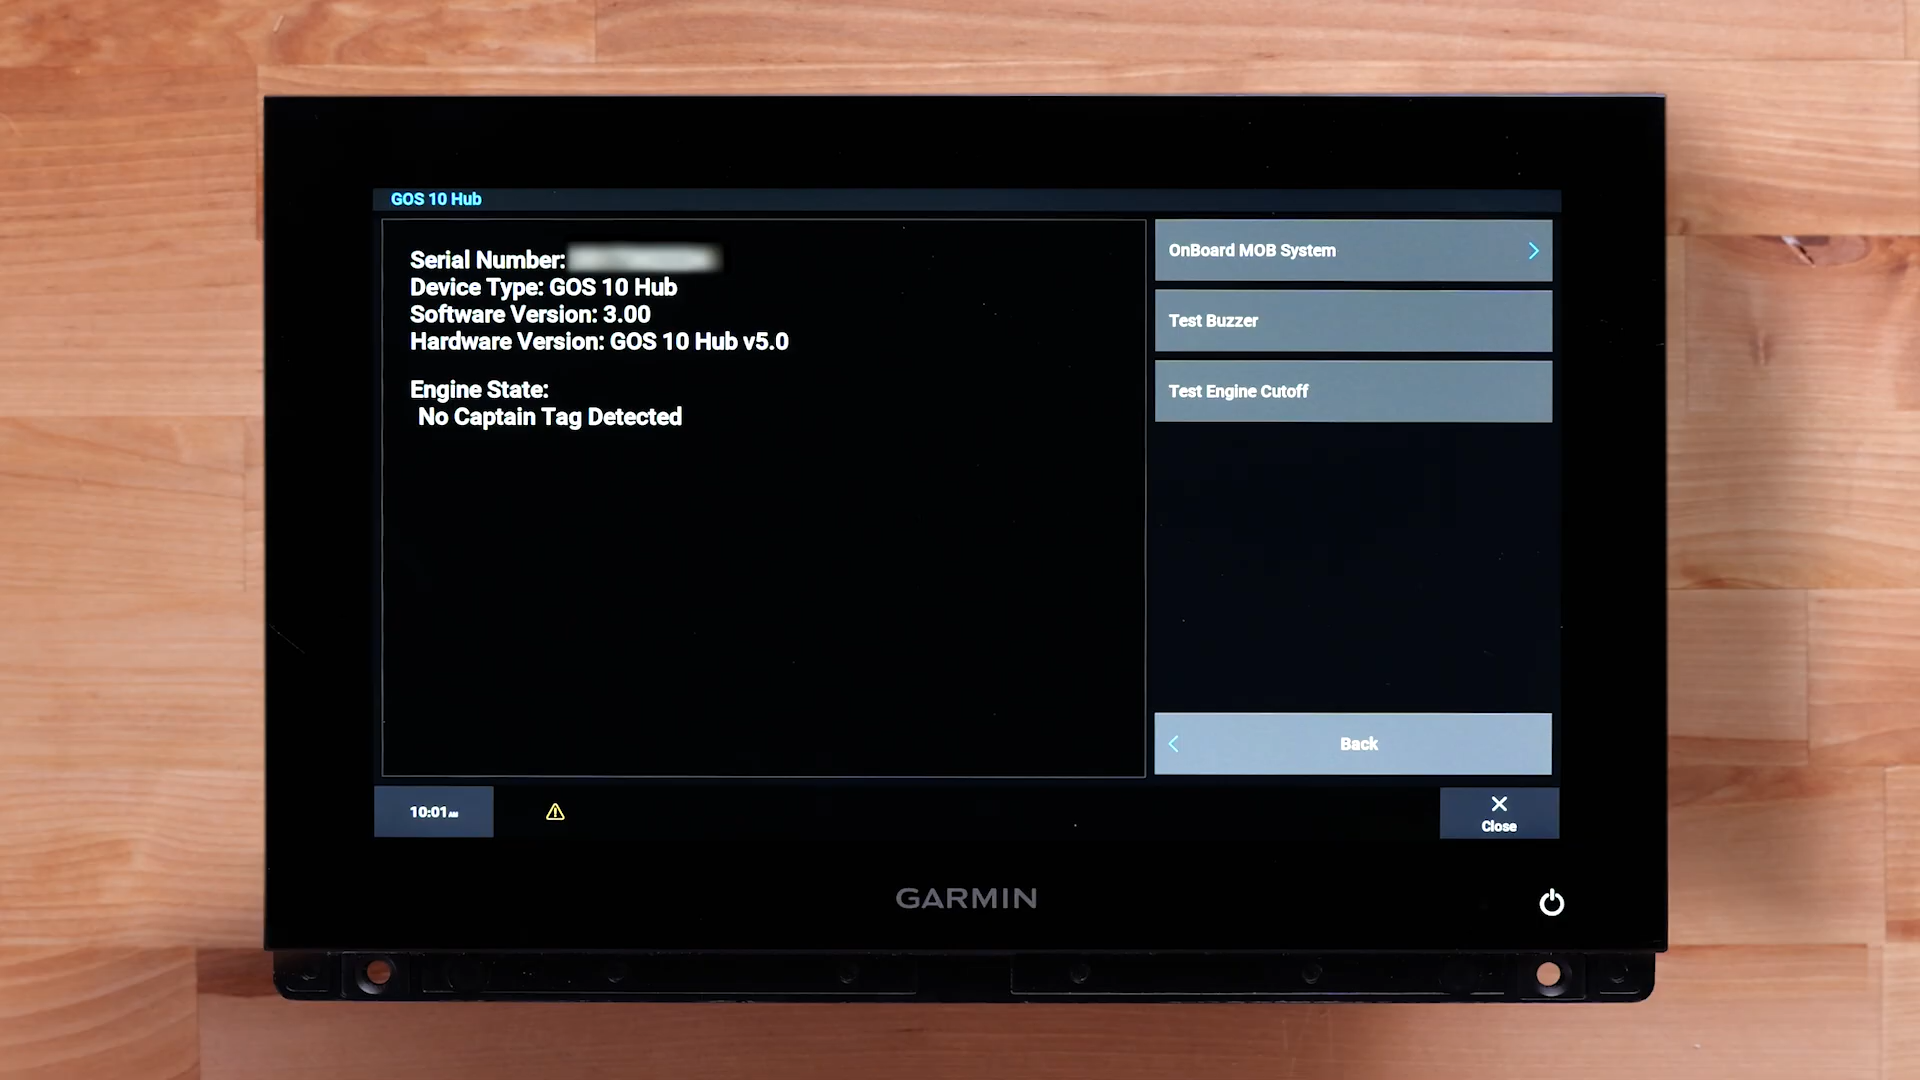 GOS 10 Hub
Serial Number:
Device Type: GOS 10 Hub
Software Version: 3.00
Hardware Version: GOS 10 Hub v5.0
Engine State:
No Captain Tag Detected
OnBoard MOB System
Test Buzzer
Test Engine Cutoff
Back
10:01 AM
Close
GARMIN